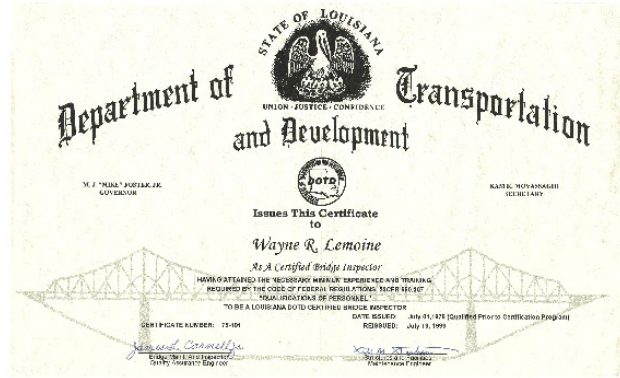 STATE OF LOUISIANA
UNION · JUSTICE · CONFIDENCE
Department of Transportation
and Development
M. J. "MIKE" FOSTER, JR.
GOVERNOR
KAM K. MOVASSAGHI
SECRETARY
DOTD
Issues This Certificate
to
Wayne R. Lemoine
As A Certified Bridge Inspector
HAVING ATTAINED THE NECESSARY MINIMUM EXPERIENCE AND TRAINING
REQUIRED BY THE CODE OF FEDERAL REGULATIONS
"QUALIFICATIONS OF PERSONNEL"
TO BE A LOUISIANA DOTD CERTIFIED BRIDGE INSPECTOR
DATE ISSUED: July 01, (Qualified Prior to Certification Program)
CERTIFICATE NUMBER:
REISSUED: July 1999
Bridge
Quality Assurance Engineer
Maintenance Engineer